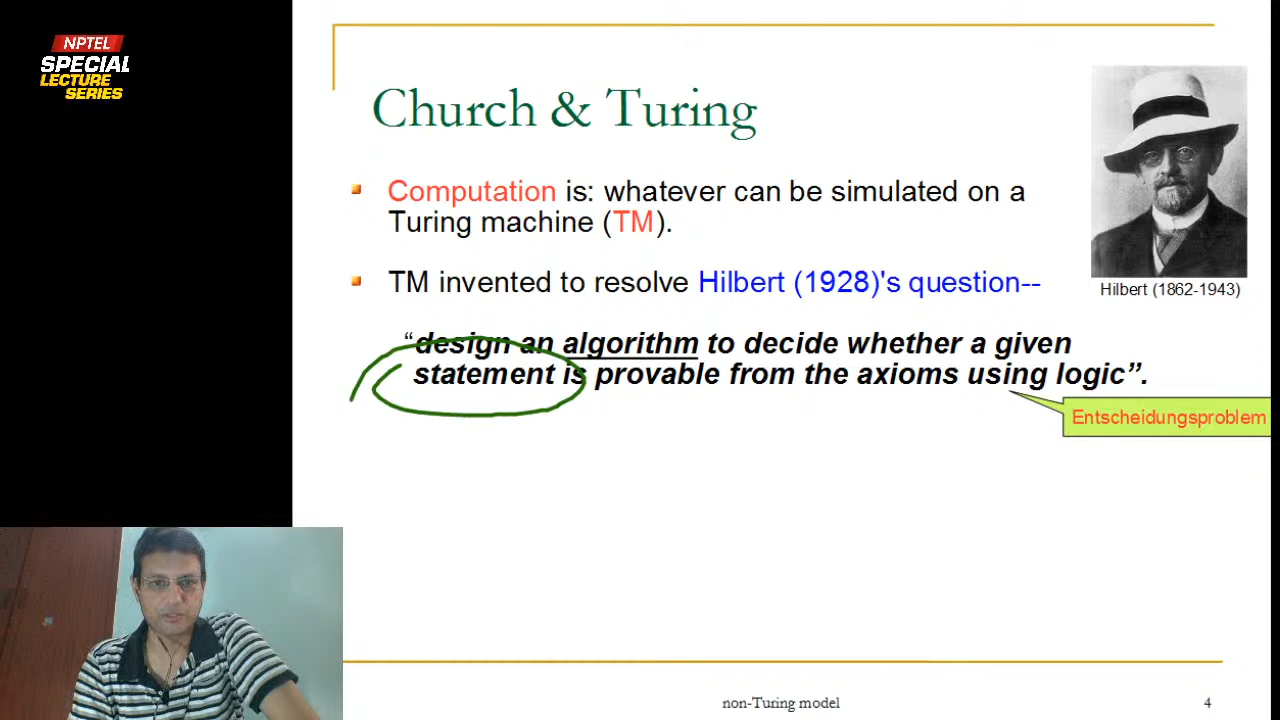 NPTEL
SPECIAL
LECTURE
SERIES
Church & Turing
Computation is: whatever can be simulated on a
Turing machine (TM).
TM invented to resolve Hilbert (1928)'s question--
“design an algorithm to decide whether a given
statement is provable from the axioms using logic”.
Entscheidungsproblem
Hilbert (1862-1943)
non-Turing model
4